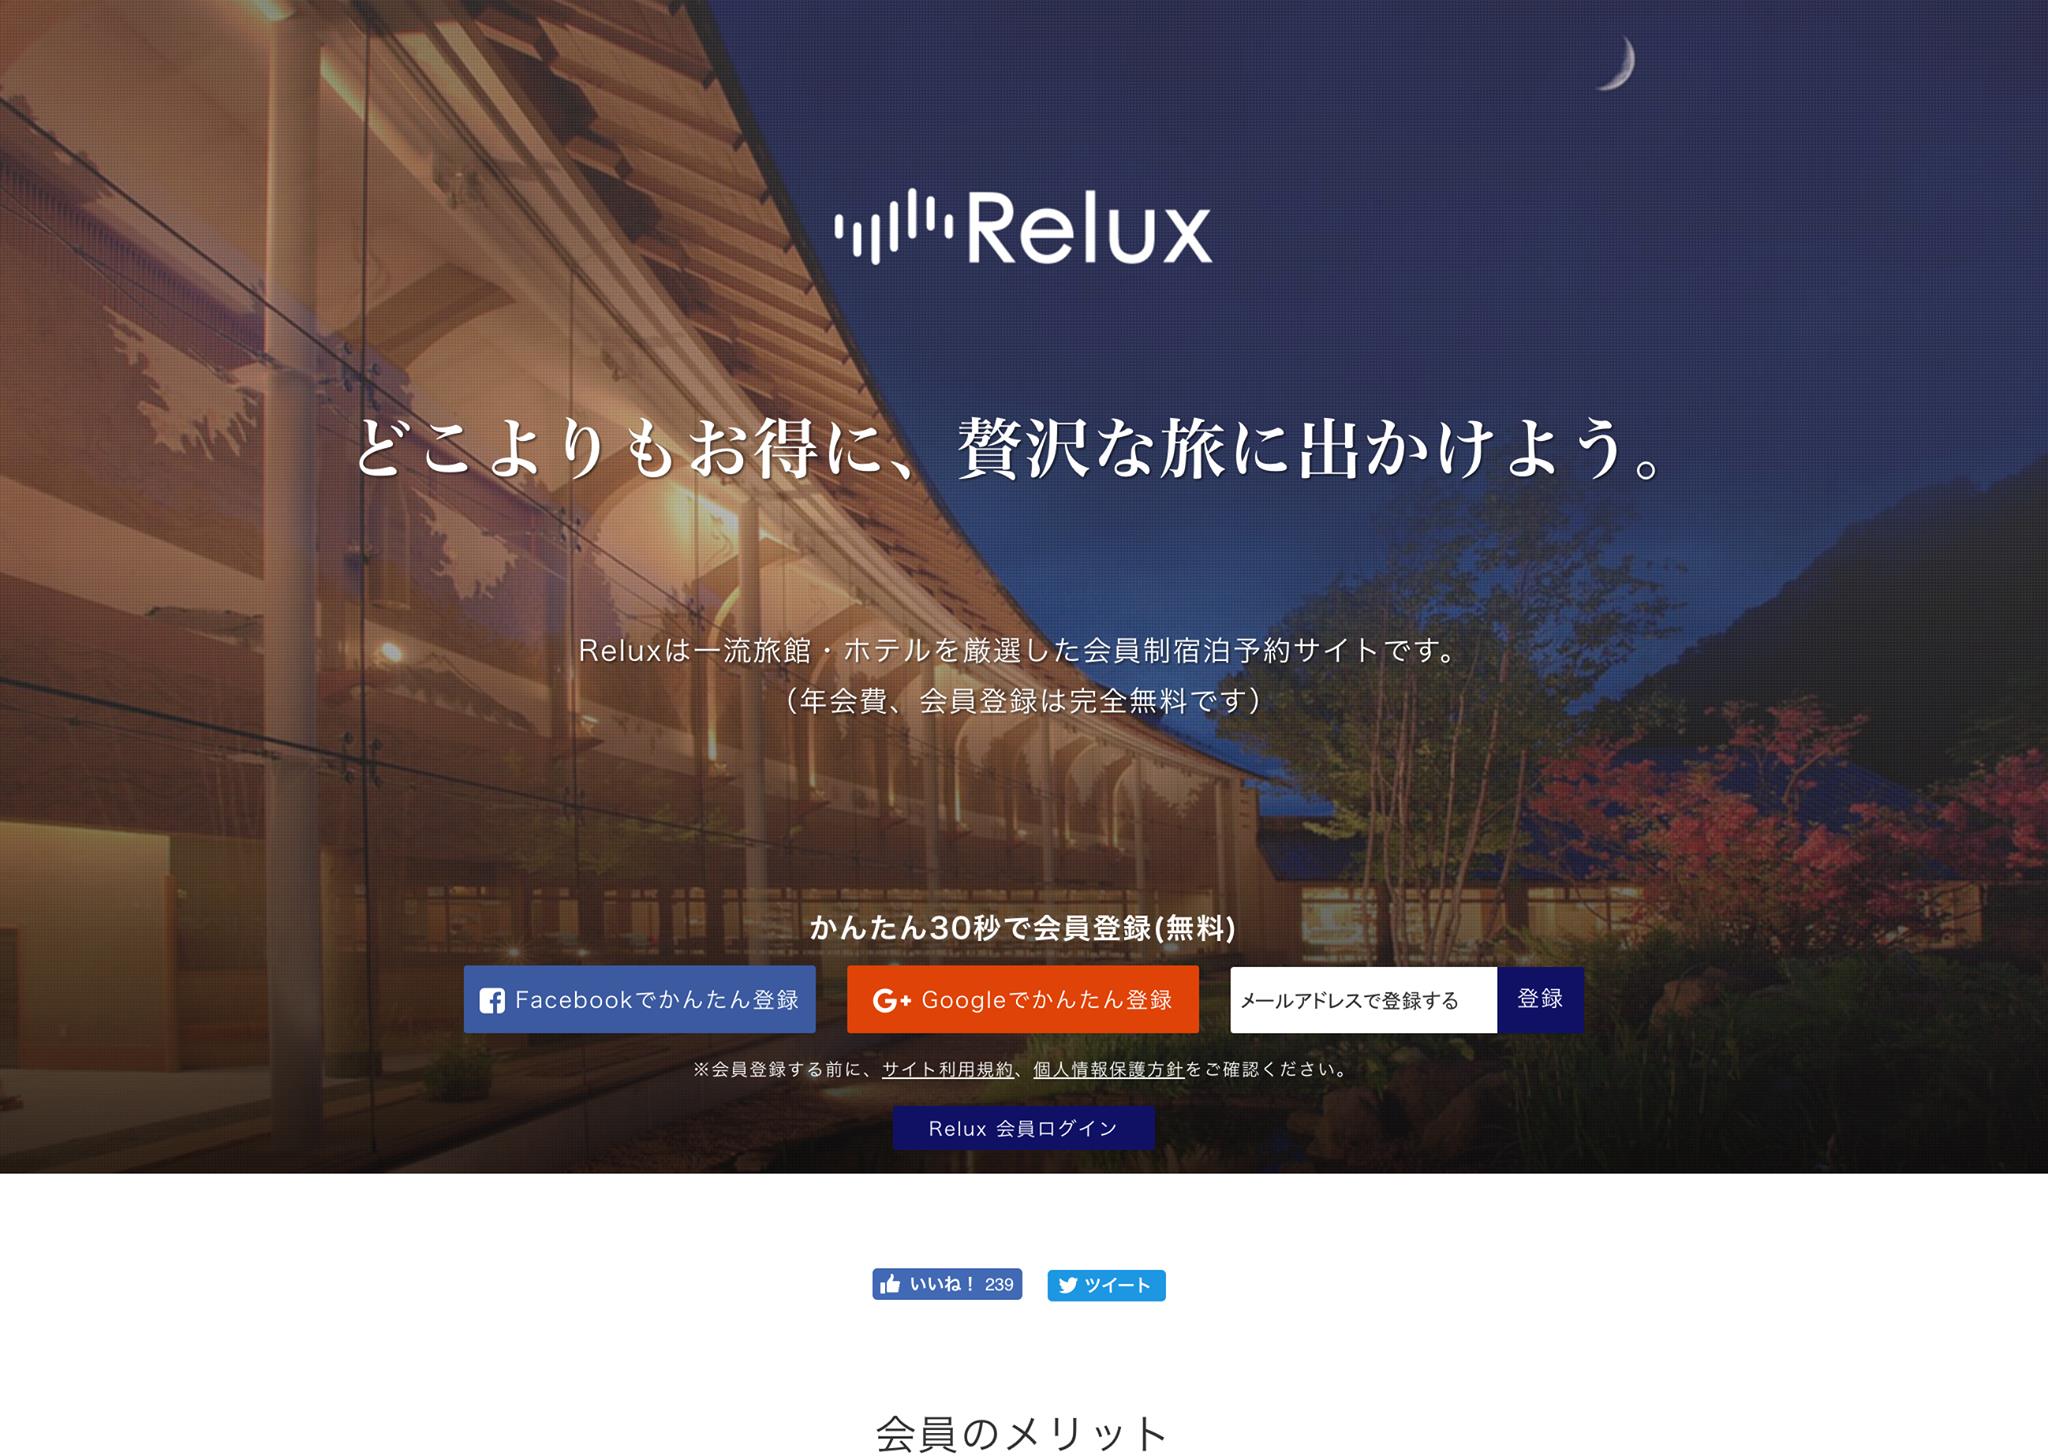 Relux
どこよりもお得に、贅沢な旅に出かけよう。
Reluxは一流旅館・ホテルを厳選した会員制宿泊予約サイトです。
（年会費、会員登録は完全無料です）
かんたん30秒で会員登録(無料)
Facebookでかんたん登録
G+ Googleでかんたん登録
メールアドレスで登録する 登録
※会員登録する前に、サイト利用規約、個人情報保護方針をご確認ください。
Relux 会員ログイン
いいね！ 239 ツイート
会員のメリット